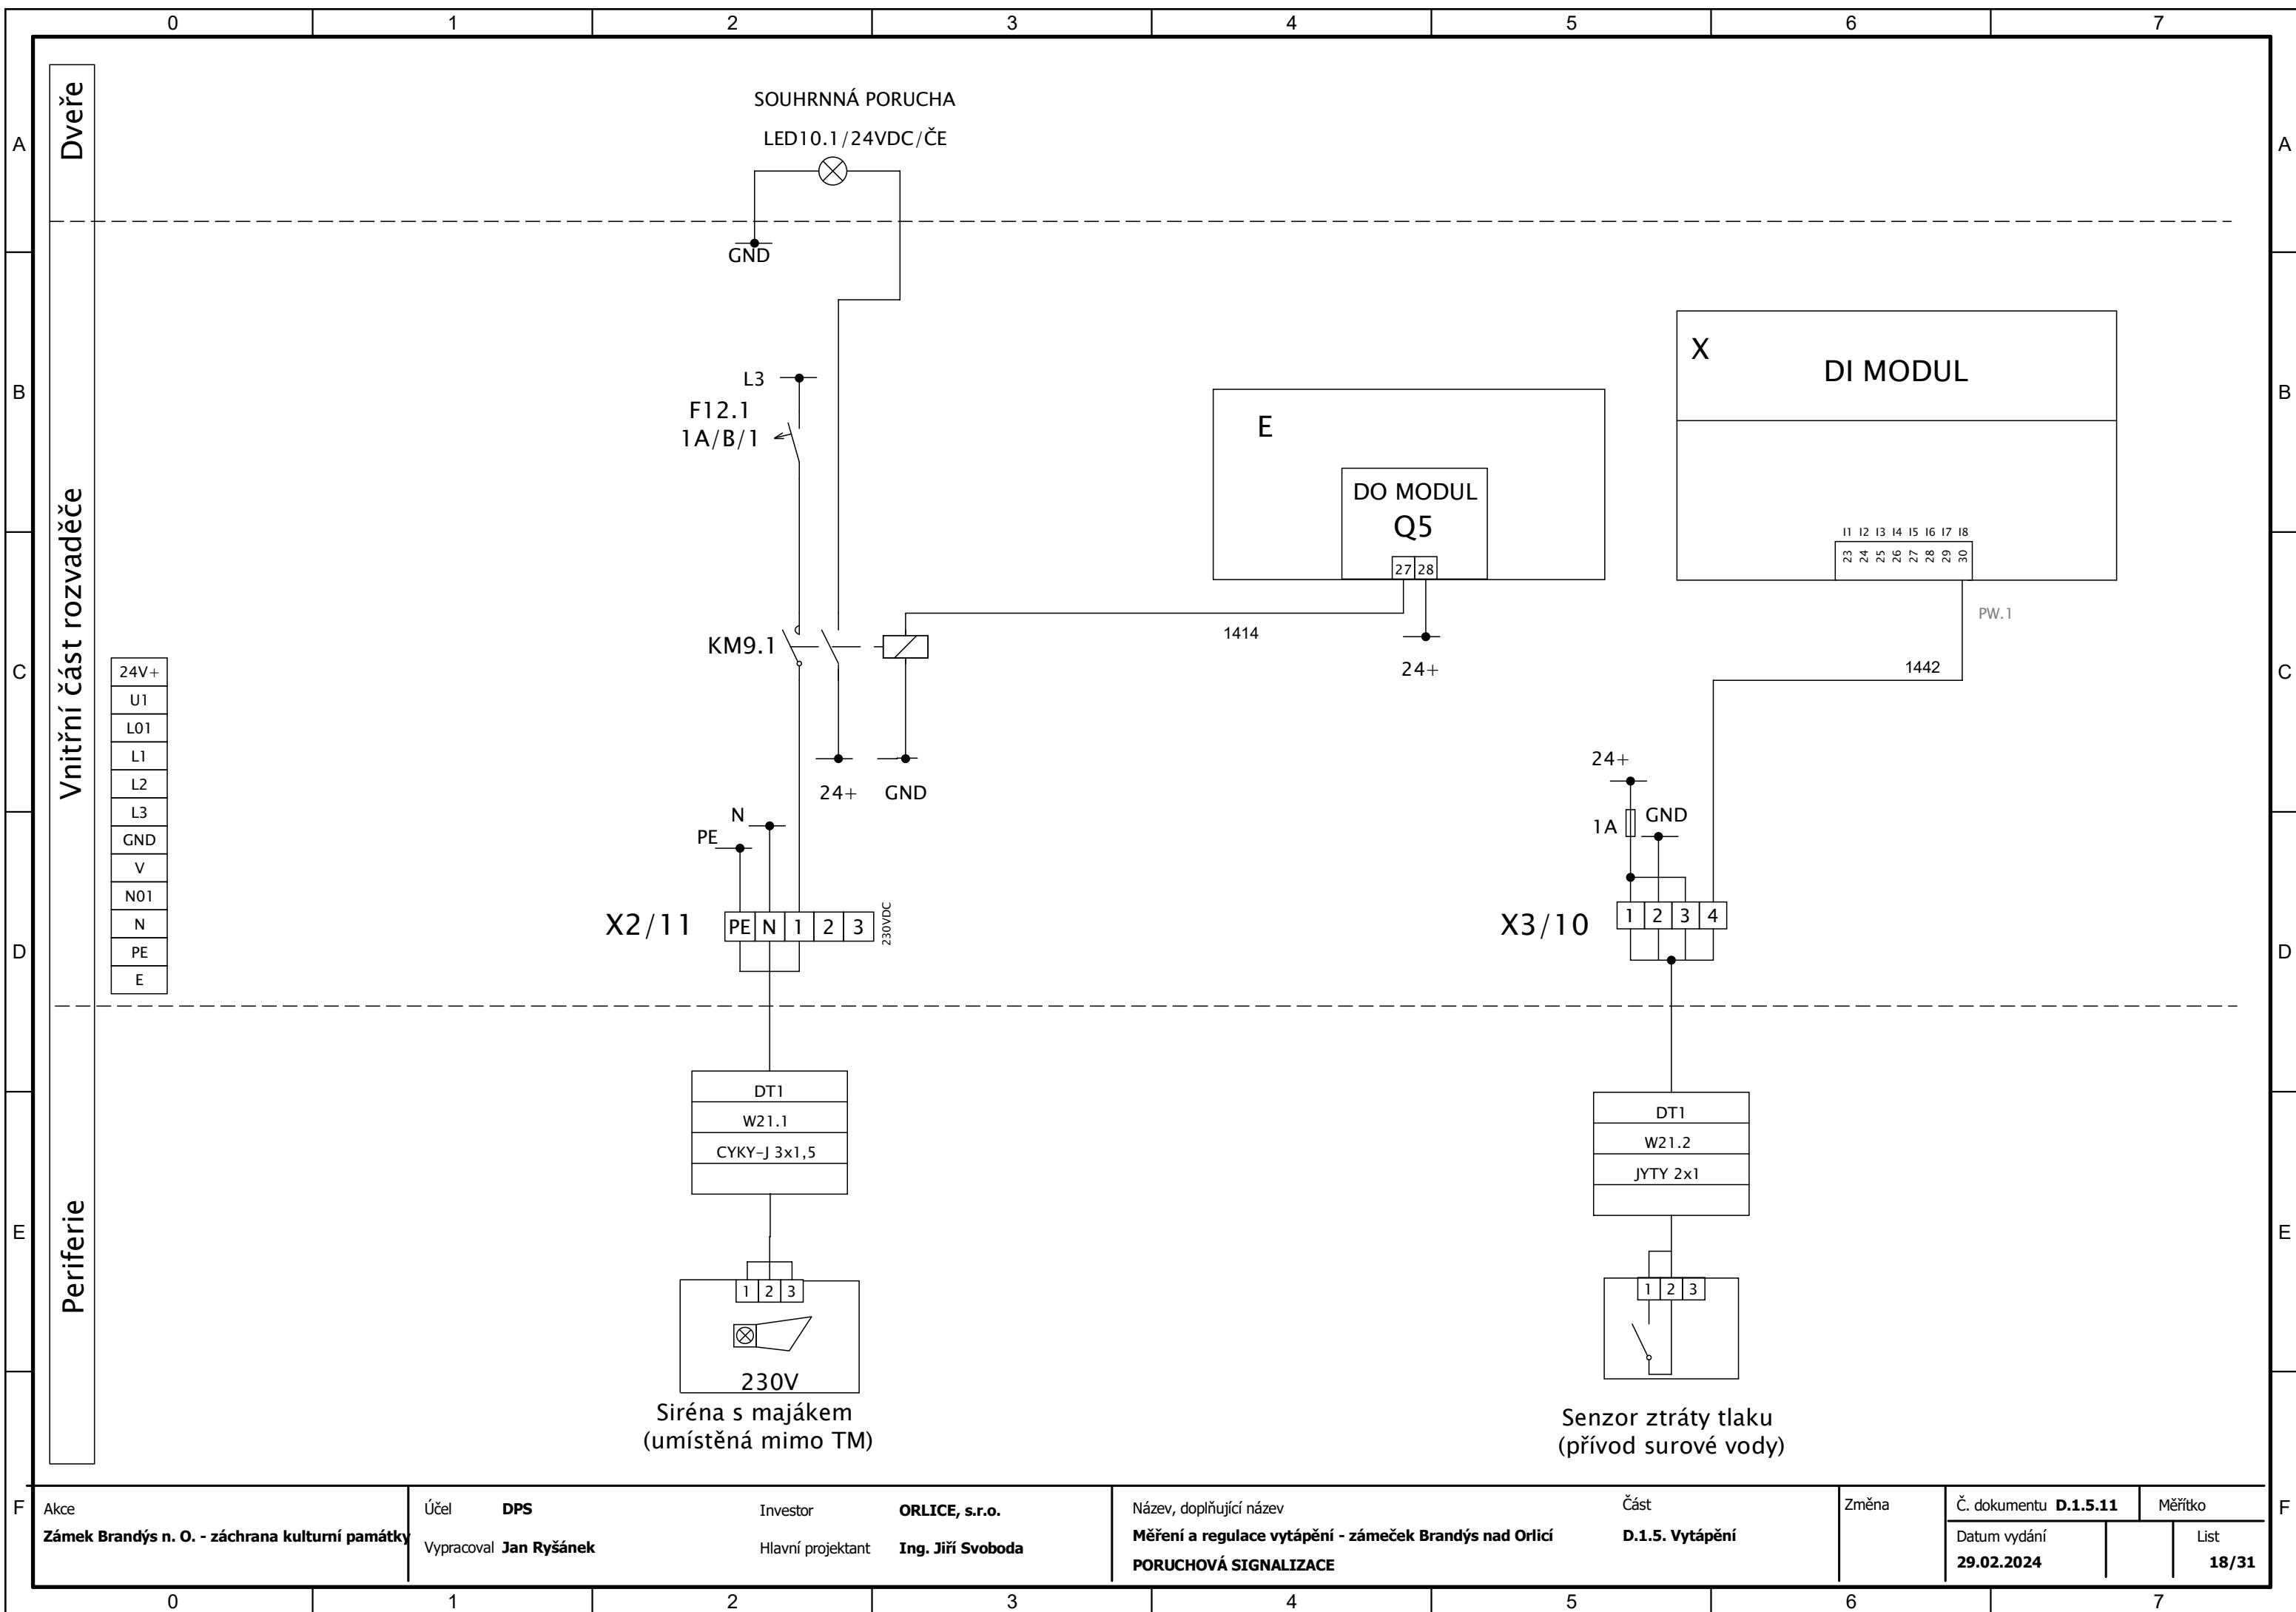 0 1 2 3 4 5 6 7
A
B
C
D
E
F
Dveře
Vnitřní část rozvaděče
Periferie
SOUHRNNÁ PORUCHA
LED10.1/24VDC/ČE
GND
L3
F12.1
1A/B/1
KM9.1
24+ GND
N
PE
X2/11 PE N 1 2 3 230VDC
24V+
U1
L01
L1
L2
L3
GND
V
N01
N
PE
E
E
DO MODUL
Q5
27 28
1414
24+
X
DI MODUL
I1 I2 I3 I4 I5 I6 I7 I8
23 24 25 26 27 28 29 30
PW.1
1442
24+
1A GND
X3/10 1 2 3 4
DT1
W21.1
CYKY-J 3x1,5
1 2 3
230V
Siréna s majákem
(umístěná mimo TM)
DT1
W21.2
JYTY 2x1
1 2 3
Senzor ztráty tlaku
(přívod surové vody)
A
B
C
D
E
F
Akce
Zámek Brandýs n. O. - záchrana kulturní památky
Účel DPS
Vypracoval Jan Ryšánek
Investor ORLICE, s.r.o.
Hlavní projektant Ing. Jiří Svoboda
Název, doplňující název
Měření a regulace vytápění - zámeček Brandýs nad Orlicí
PORUCHOVÁ SIGNALIZACE
Část
D.1.5. Vytápění
Změna
Č. dokumentu D.1.5.11
Měřítko
Datum vydání
29.02.2024
List
18/31
0 1 2 3 4 5 6 7